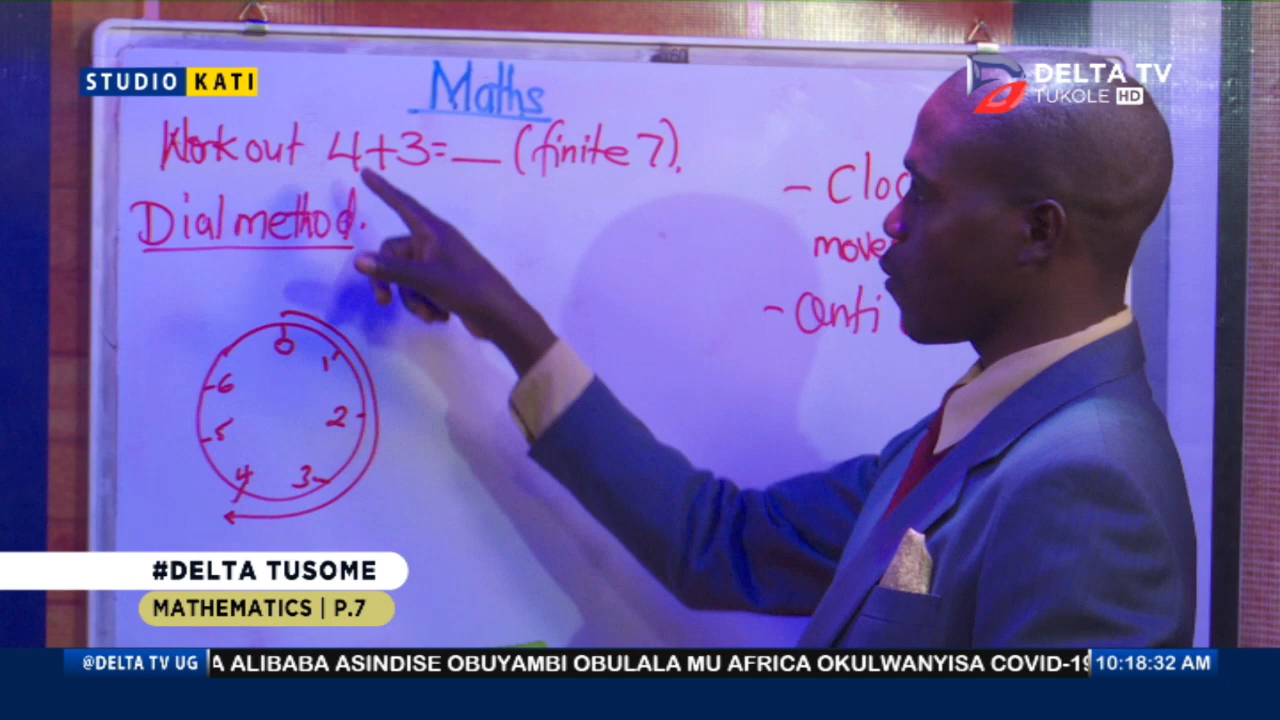 STUDIO KATI
DELTA TV
TUKOLE HD
Maths
Work out 4+3=__ (finite 7).
Dial method.
- Cloc
move
- anti
0
1
2
3
4
5
6
#DELTA TUSOME
MATHEMATICS | P.7
@DELTA TV UG
A ALIBABA ASINDISE OBUYAMBI OBULALA MU AFRICA OKULWANYISA COVID-19
10:18:32 AM